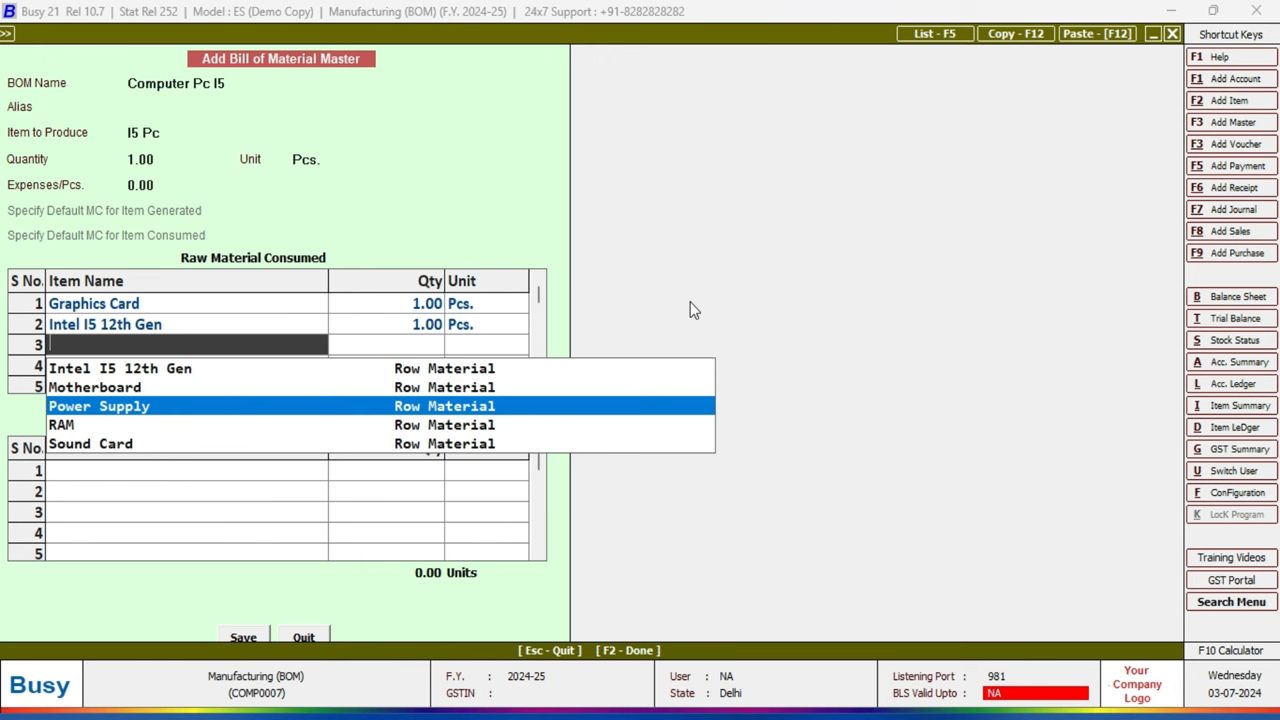 B Busy 21 Rel 10.7 | Stat Rel 252 | Model : ES (Demo Copy) | Manufacturing (BOM) (F.Y. 2024-25) | 24x7 Support : +91-8282828282
>> List - F5 Copy - F12 Paste - [F12]
Shortcut Keys
Add Bill of Material Master
BOM Name Computer Pc I5
Alias
Item to Produce I5 Pc
Quantity 1.00 Unit Pcs.
Expenses/Pcs. 0.00
Specify Default MC for Item Generated
Specify Default MC for Item Consumed
Raw Material Consumed
S No. Item Name Qty Unit
1 Graphics Card 1.00 Pcs.
2 Intel I5 12th Gen 1.00 Pcs.
3
4
5
Intel I5 12th Gen Row Material
Motherboard Row Material
Power Supply Row Material
RAM Row Material
Sound Card Row Material
S No.
1
2
3
4
5
0.00 Units
Save Quit
[ Esc - Quit ] [ F2 - Done ]
F1 Help
F1 Add Account
F2 Add Item
F3 Add Master
F3 Add Voucher
F5 Add Payment
F6 Add Receipt
F7 Add Journal
F8 Add Sales
F9 Add Purchase
B Balance Sheet
T Trial Balance
S Stock Status
A Acc. Summary
L Acc. Ledger
I Item Summary
D Item LeDger
G GST Summary
U Switch User
F ConFiguration
K LocK Program
Training Videos
GST Portal
Search Menu
F10 Calculator
Busy
Manufacturing (BOM)
(COMP0007)
F.Y. : 2024-25
GSTIN :
User : NA
State : Delhi
Listening Port : 981
BLS Valid Upto : NA
Your
Company
Logo
Wednesday
03-07-2024